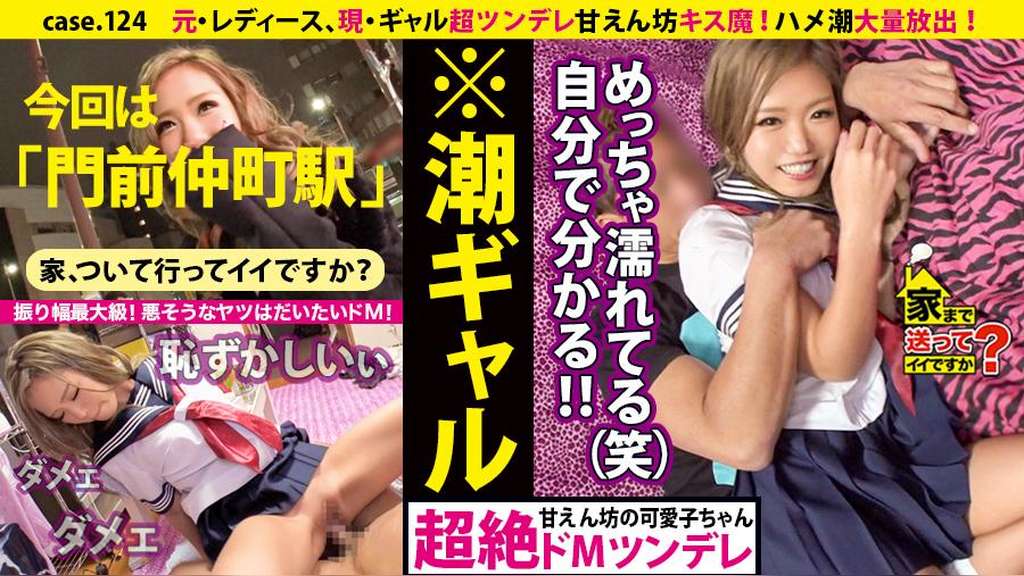 case.124 元・レディース、現・ギャル超ツンデレ甘えん坊キス魔！ハメ潮大量放出！
今回は
「門前仲町駅」
家、ついて行ってイイですか？
振り幅最大級！悪そうなヤツはだいたいドM！
恥ずかしいぃ
ダメェ
ダメェ
※潮ギャル
めっちゃ濡れてる(笑)
自分で分かる!!
家まで
送って
イイですか
?
超絶
甘えん坊の可愛子ちゃん
ドMツンデレ